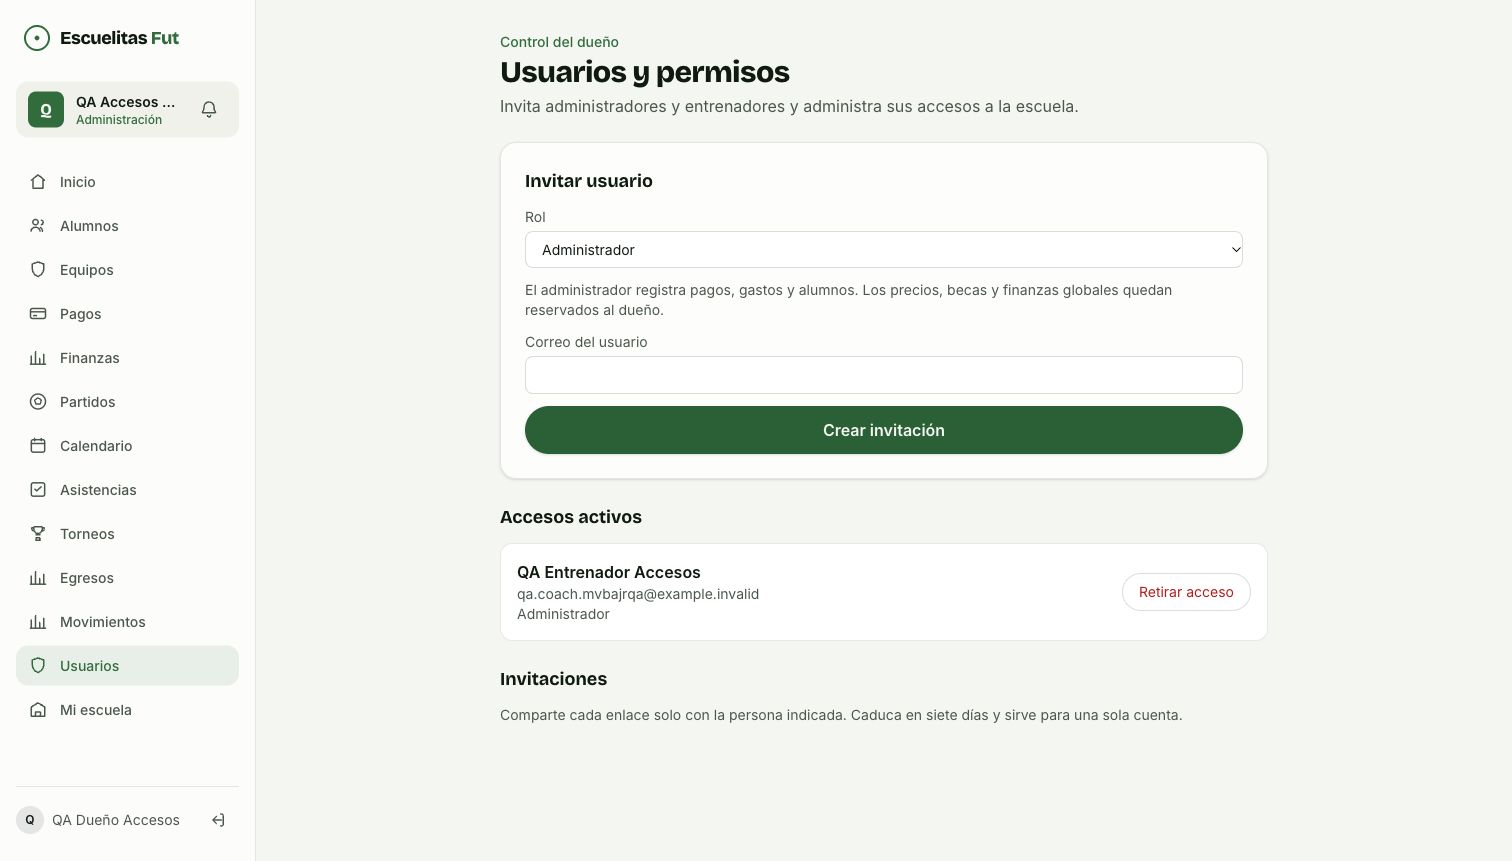 Escuelitas Fut
Q
QA Accesos ...
Administración
Inicio
Alumnos
Equipos
Pagos
Finanzas
Partidos
Calendario
Asistencias
Torneos
Egresos
Movimientos
Usuarios
Mi escuela
Q
QA Dueño Accesos
Control del dueño
Usuarios y permisos
Invita administradores y entrenadores y administra sus accesos a la escuela.
Invitar usuario
Rol
Administrador
El administrador registra pagos, gastos y alumnos. Los precios, becas y finanzas globales quedan
reservados al dueño.
Correo del usuario
Crear invitación
Accesos activos
QA Entrenador Accesos
qa.coach.mvbajrqa@example.invalid
Administrador
Retirar acceso
Invitaciones
Comparte cada enlace solo con la persona indicada. Caduca en siete días y sirve para una sola cuenta.